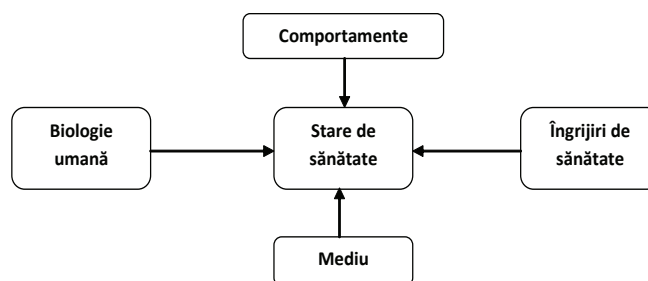 Comportamente
Biologie
umană
Stare de
sănătate
Îngrijiri de
sănătate
Mediu